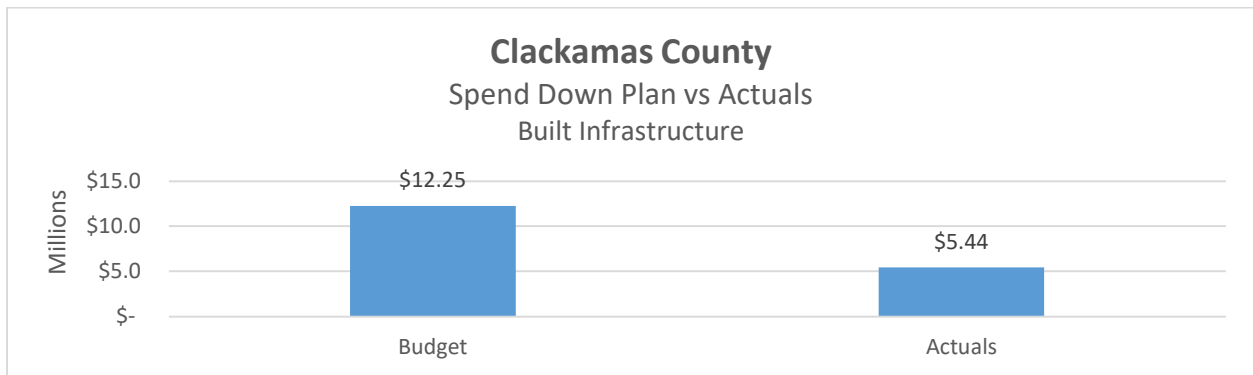 Clackamas County
Spend Down Plan vs Actuals
Built Infrastructure
Millions
$15.0
$10.0
$5.0
$-
$12.25
$5.44
Budget
Actuals